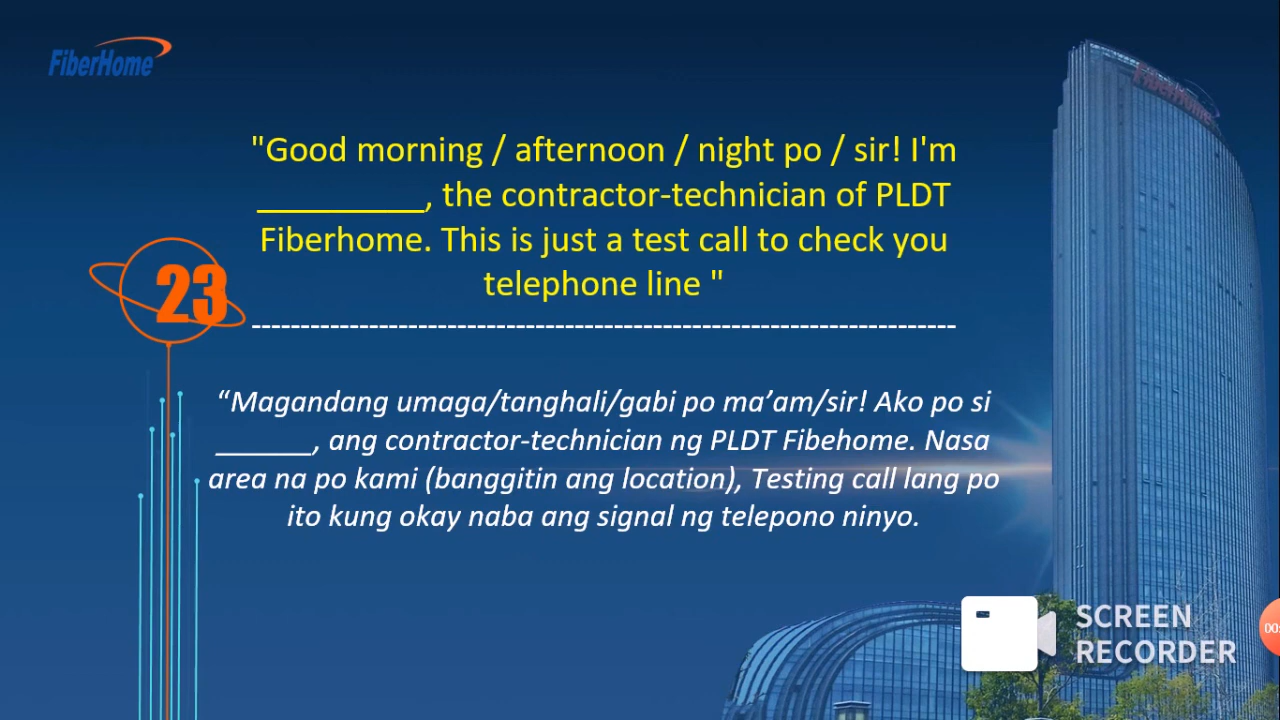 FiberHome
FiberHome
"Good morning / afternoon / night po / sir! I'm
_________, the contractor-technician of PLDT
Fiberhome. This is just a test call to check you
telephone line "
------------------------------------------------------------------------
23
“Magandang umaga/tanghali/gabi po ma’am/sir! Ako po si
_______, ang contractor-technician ng PLDT Fibehome. Nasa
area na po kami (banggitin ang location), Testing call lang po
ito kung okay naba ang signal ng telepono ninyo.
SCREEN
RECORDER